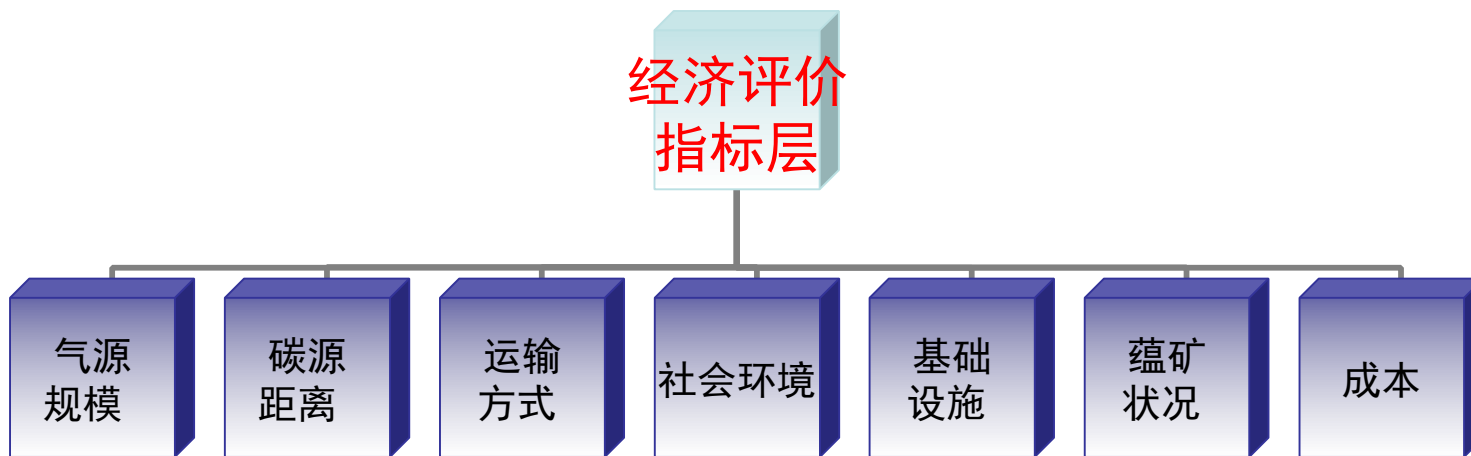 经济评价
指标层
气源
规模
碳源
距离
运输
方式
社会环境
基础
设施
蕴矿
状况
成本